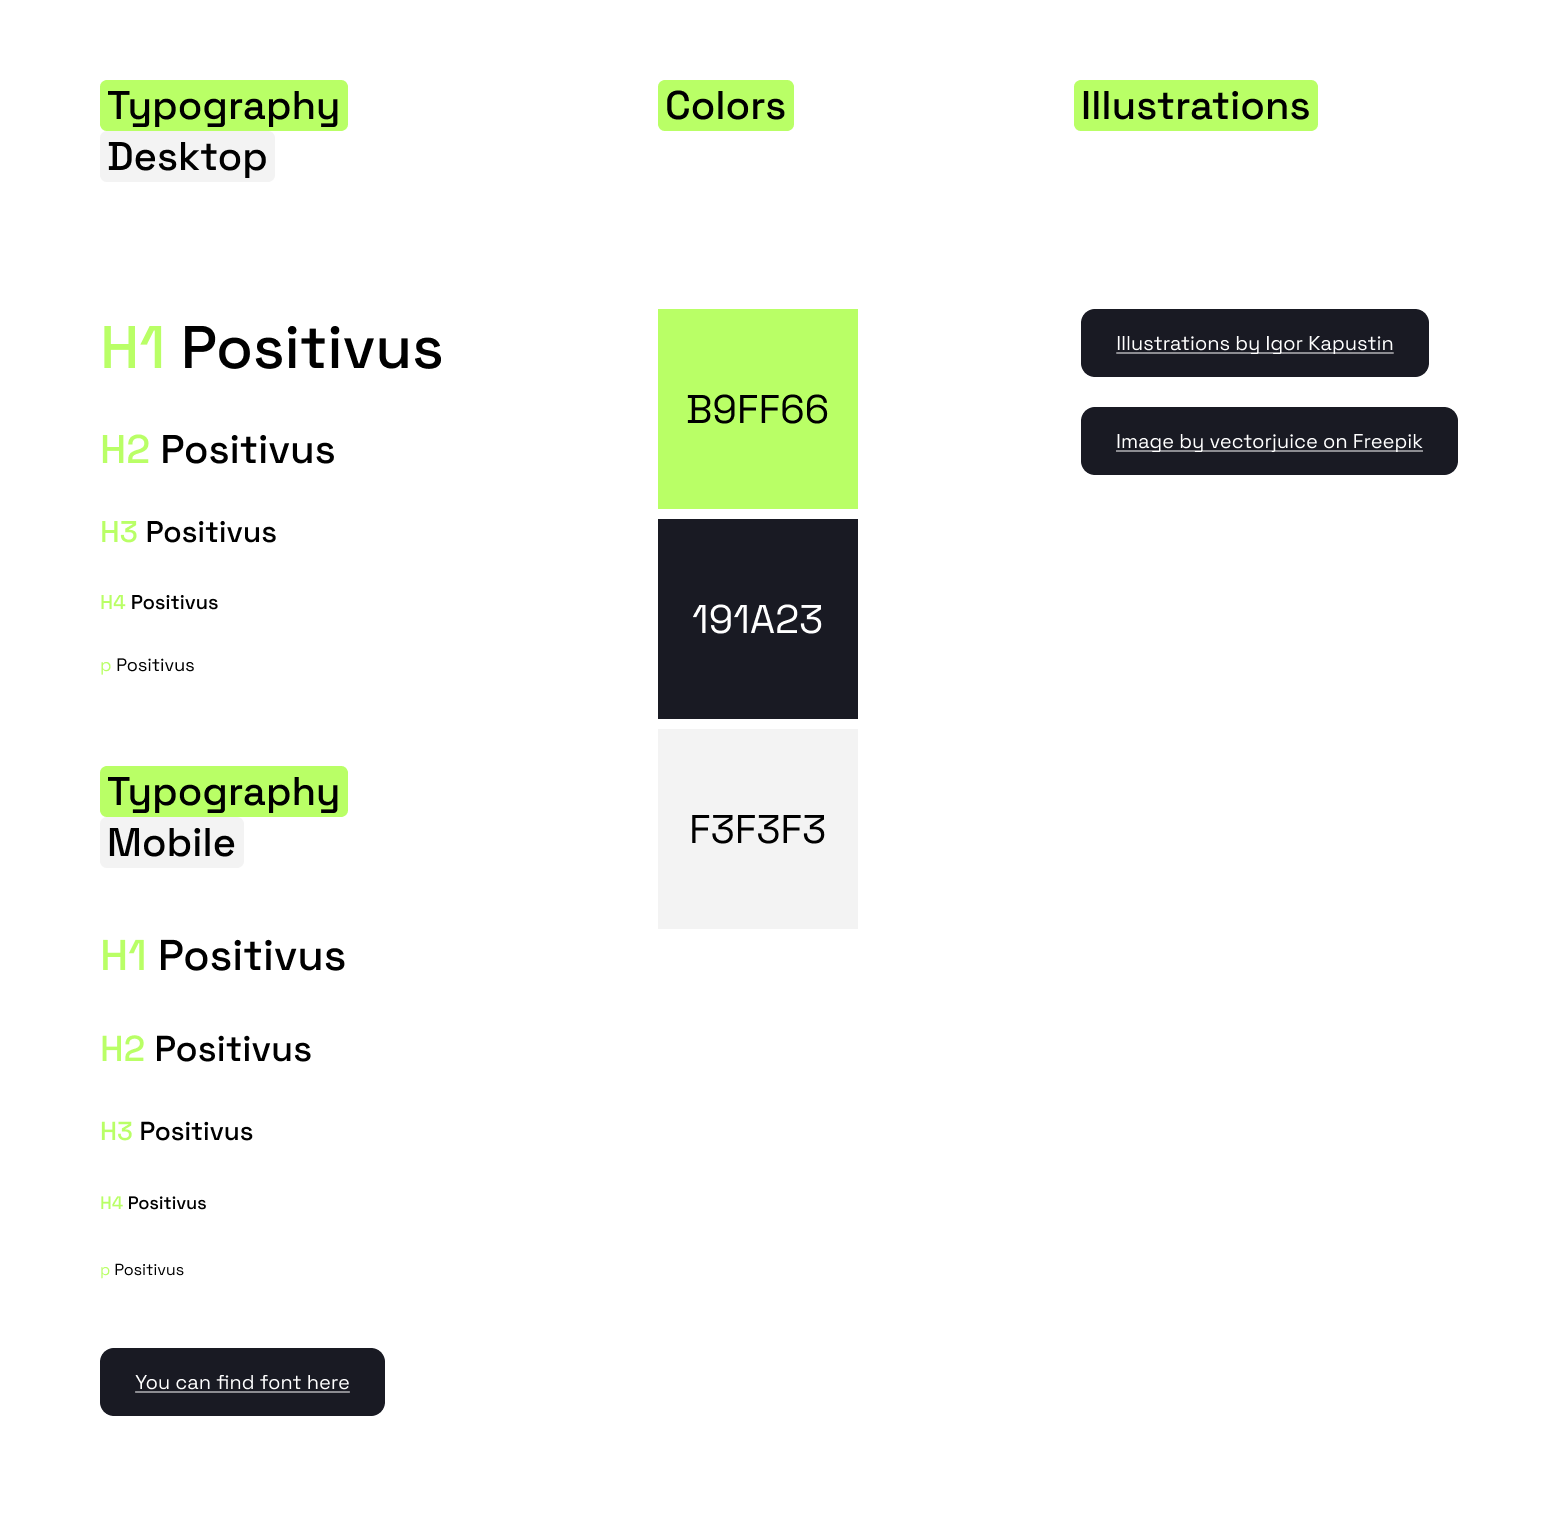 Typography
Desktop
H1 Positivus
H2 Positivus
H3 Positivus
H4 Positivus
p Positivus
Typography
Mobile
H1 Positivus
H2 Positivus
H3 Positivus
H4 Positivus
p Positivus
You can find font here
Colors
B9FF66
191A23
F3F3F3
Illustrations
Illustrations by Igor Kapustin
Image by vectorjuice on Freepik